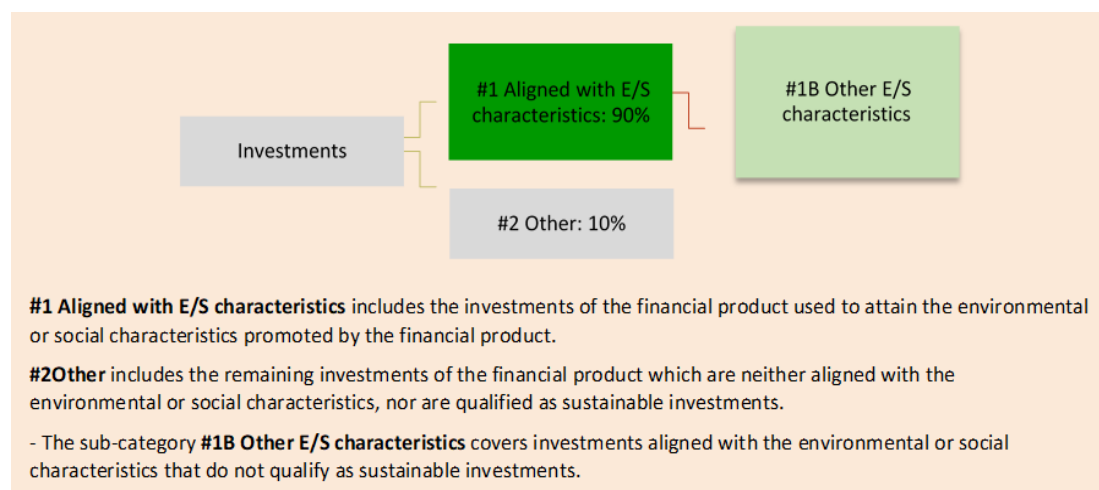 #1 Aligned with E/S
characteristics: 90%
#1B Other E/S
characteristics
Investments
#2 Other: 10%
#1 Aligned with E/S characteristics includes the investments of the financial product used to attain the environmental
or social characteristics promoted by the financial product.
#2Other includes the remaining investments of the financial product which are neither aligned with the
environmental or social characteristics, nor are qualified as sustainable investments.
- The sub-category #1B Other E/S characteristics covers investments aligned with the environmental or social
characteristics that do not qualify as sustainable investments.